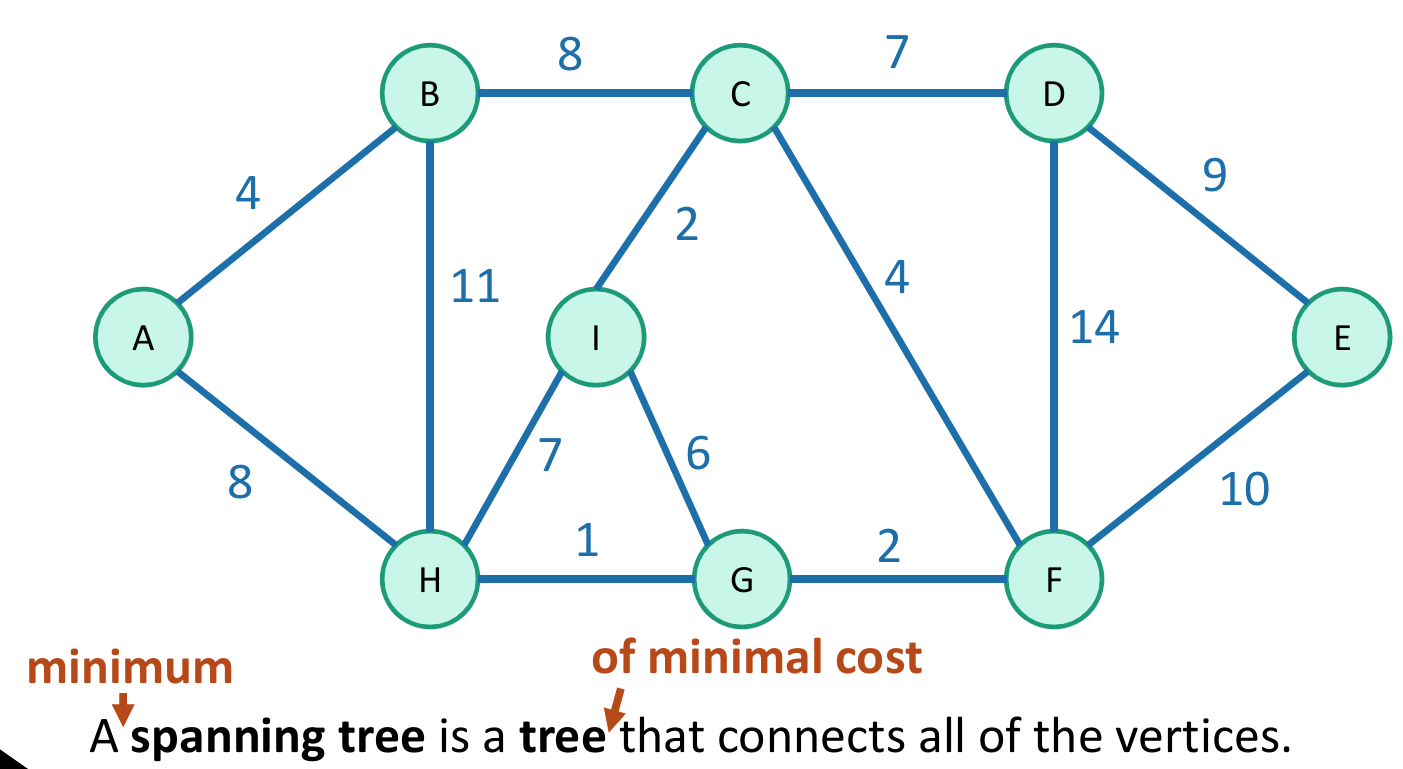 8 7
B C D
9
4
2
11 4
14
A I E
7 6
8
10
1 2
H G F
minimum of minimal cost
A spanning tree is a tree that connects all of the vertices.